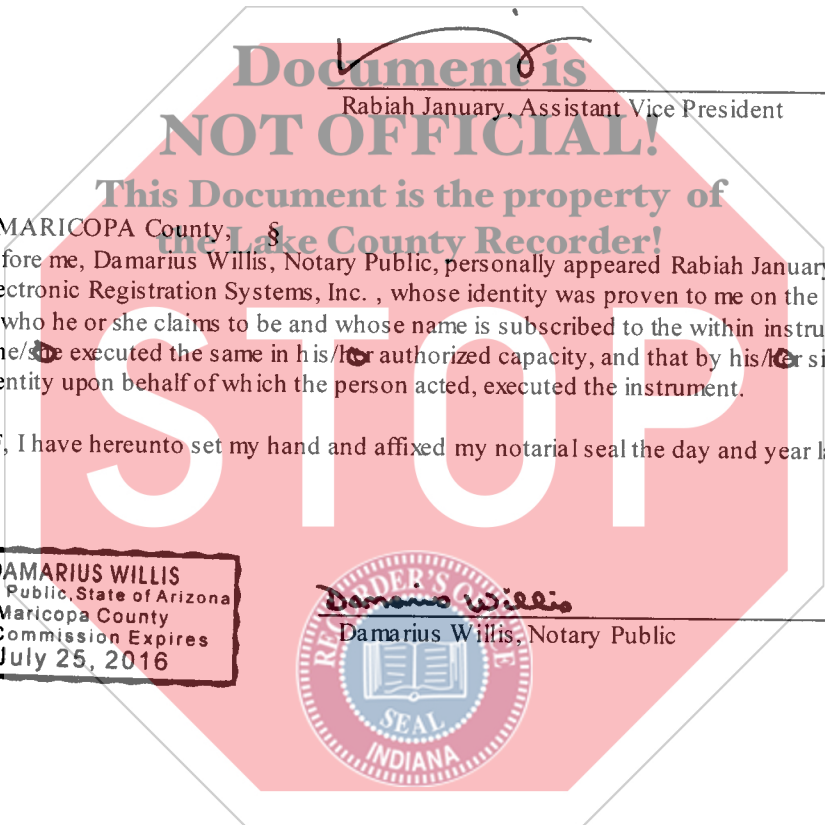 Document is
Rabiah January, Assistant Vice President
NOT OFFICIAL!
This Document is the property of
the Lake County Recorder!
MARICOPA County, §
fore me, Damarius Willis, Notary Public, personally appeared Rabiah January
ectronic Registration Systems, Inc. , whose identity was proven to me on the
who he or she claims to be and whose name is subscribed to the within instru
he/she executed the same in his/her authorized capacity, and that by his/her si
entity upon behalf of which the person acted, executed the instrument.
, I have hereunto set my hand and affixed my notarial seal the day and year la
STOP
DAMARIUS WILLIS
Public, State of Arizona
Maricopa County
Commission Expires
July 25, 2016
Damarius Willis
Damarius Willis, Notary Public
RECORDER'S OFFICE
SEAL
INDIANA